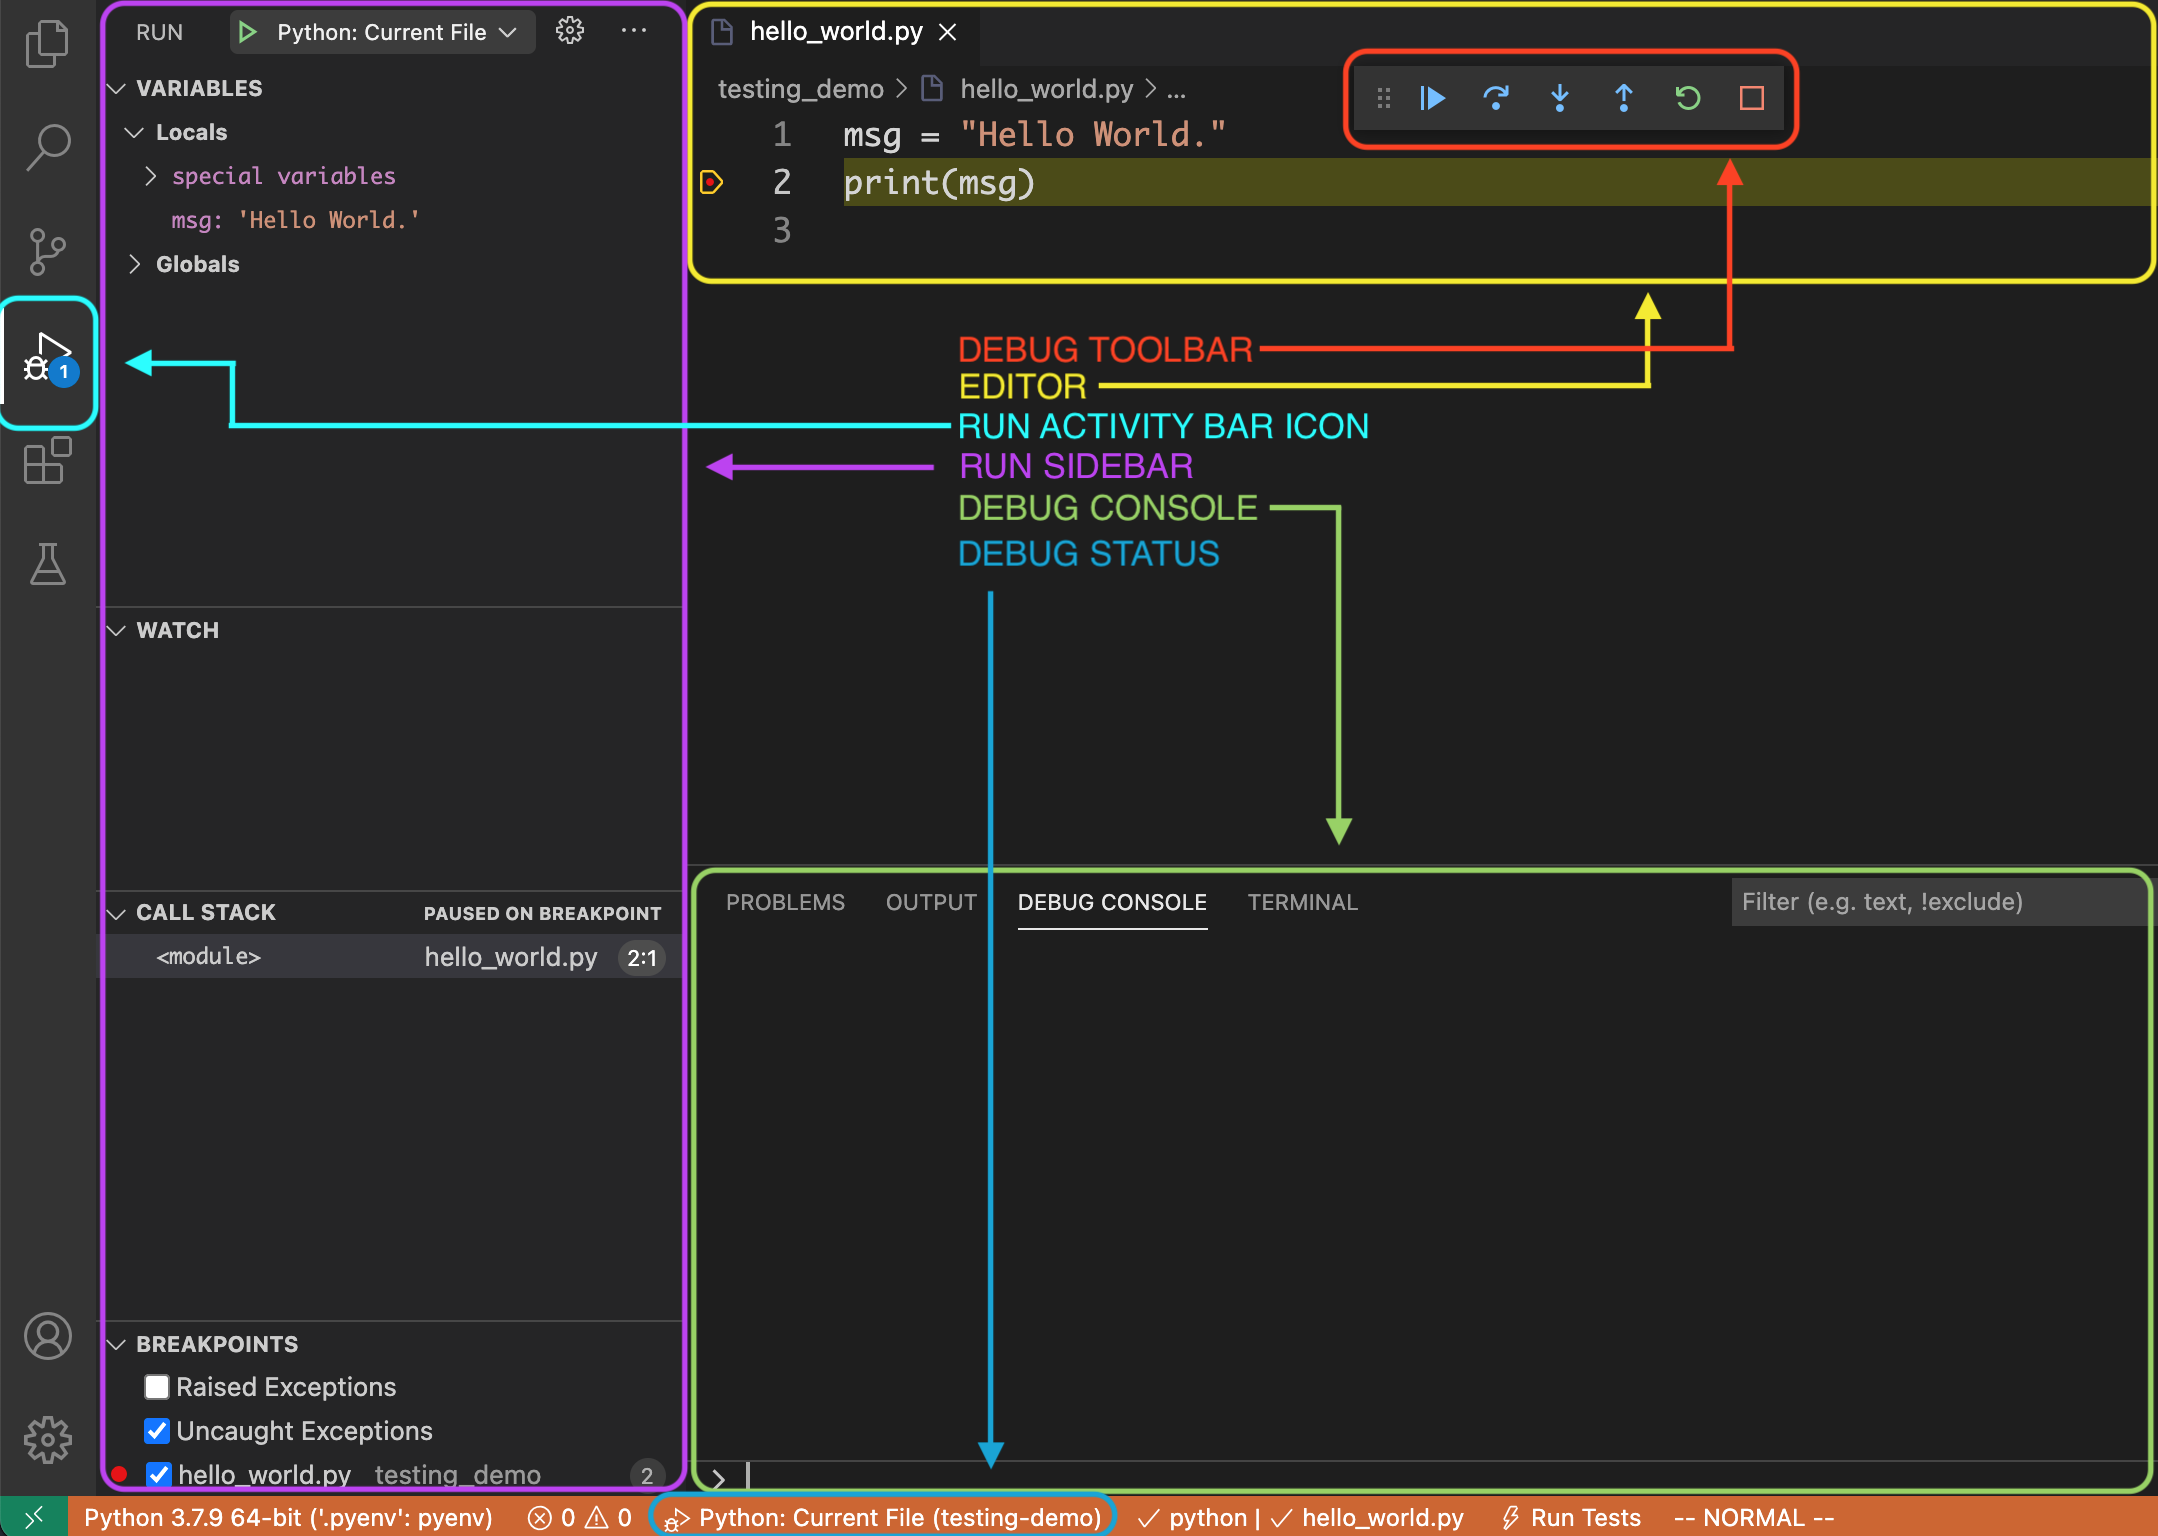 RUN
Python: Current File
VARIABLES
Locals
special variables
msg: 'Hello World.'
Globals
1
WATCH
CALL STACK
PAUSED ON BREAKPOINT
<module>
hello_world.py
2:1
BREAKPOINTS
Raised Exceptions
Uncaught Exceptions
hello_world.py testing_demo 2
hello_world.py
testing_demo > hello_world.py > ...
1 msg = "Hello World."
2 print(msg)
3
DEBUG TOOLBAR
EDITOR
RUN ACTIVITY BAR ICON
RUN SIDEBAR
DEBUG CONSOLE
DEBUG STATUS
PROBLEMS OUTPUT DEBUG CONSOLE TERMINAL
Filter (e.g. text, !exclude)
Python 3.7.9 64-bit ('.pyenv': pyenv) 0 0 Python: Current File (testing-demo) ✓ python | ✓ hello_world.py Run Tests -- NORMAL --